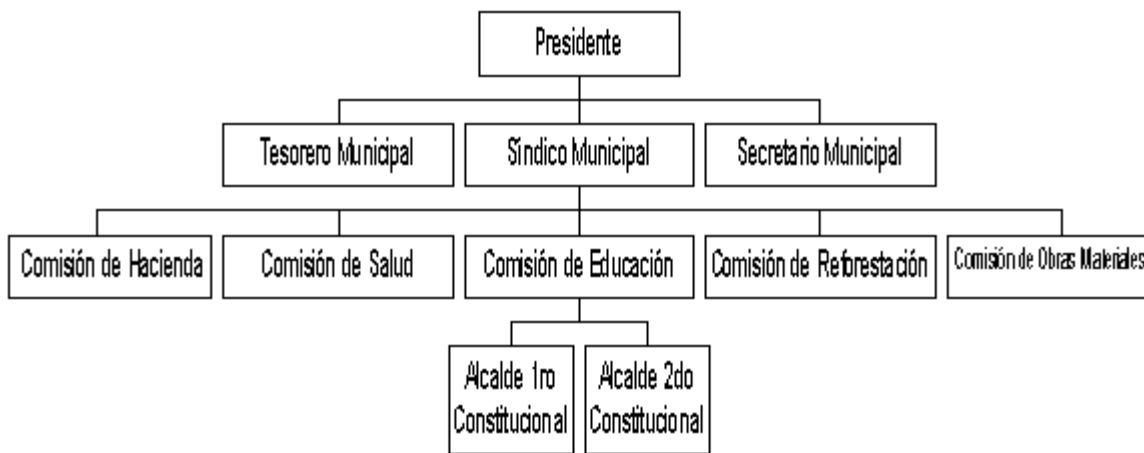 Presidente
Tesorero Municipal
Síndico Municipal
Secretario Municipal
Comisión de Hacienda
Comisión de Salud
Comisión de Educación
Comisión de Reforestación
Comisión de Obras Materiales
Alcalde 1ro
Constitucional
Alcalde 2do
Constitucional